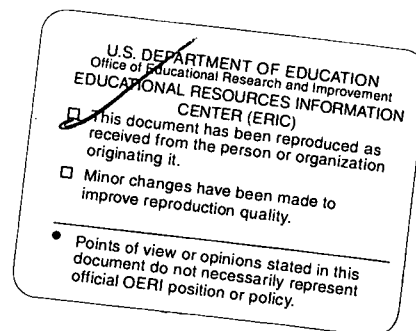 U.S. DEPARTMENT OF EDUCATION
Office of Educational Research and Improvement
EDUCATIONAL RESOURCES INFORMATION
CENTER (ERIC)
☐ This document has been reproduced as
received from the person or organization
originating it.
☐ Minor changes have been made to
improve reproduction quality.
• Points of view or opinions stated in this
document do not necessarily represent
official OERI position or policy.